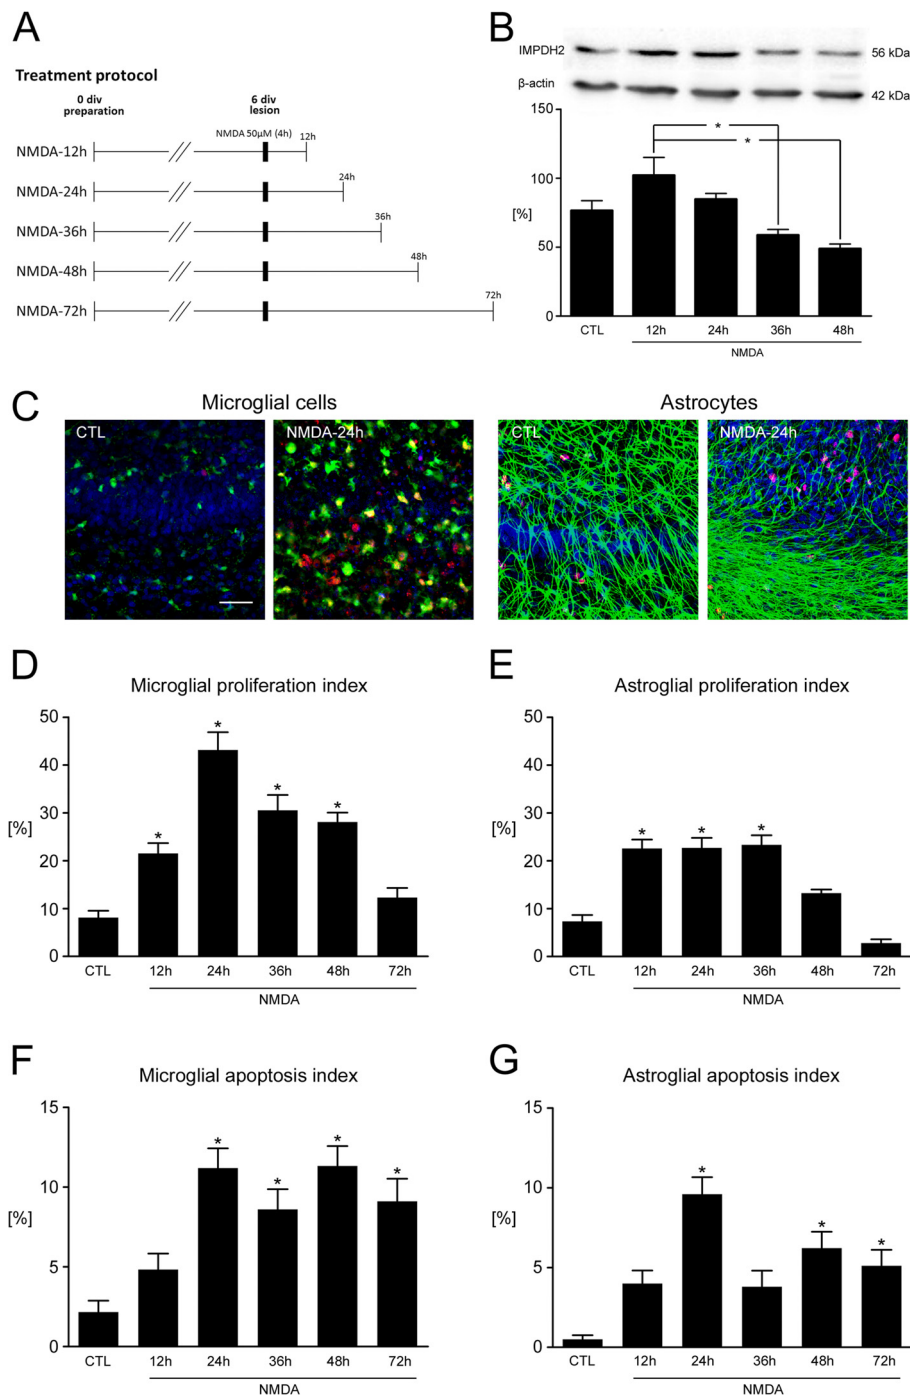 A
Treatment protocol
0 div
preparation
6 div
lesion
NMDA 50µM (4h)
NMDA-12h
12h
NMDA-24h
24h
NMDA-36h
36h
NMDA-48h
48h
NMDA-72h
72h
B
IMPDH2
56 kDa
β-actin
42 kDa
150
100
[%]
50
0
*
*
CTL 12h 24h 36h 48h
NMDA
C
Microglial cells
Astrocytes
CTL
NMDA-24h
CTL
NMDA-24h
D
Microglial proliferation index
50
40
30
[%]
20
10
0
* * * *
CTL 12h 24h 36h 48h 72h
NMDA
E
Astroglial proliferation index
50
40
30
[%]
20
10
0
* * *
CTL 12h 24h 36h 48h 72h
NMDA
F
Microglial apoptosis index
15
10
[%]
5
0
* * * *
CTL 12h 24h 36h 48h 72h
NMDA
G
Astroglial apoptosis index
15
10
[%]
5
0
* * *
CTL 12h 24h 36h 48h 72h
NMDA